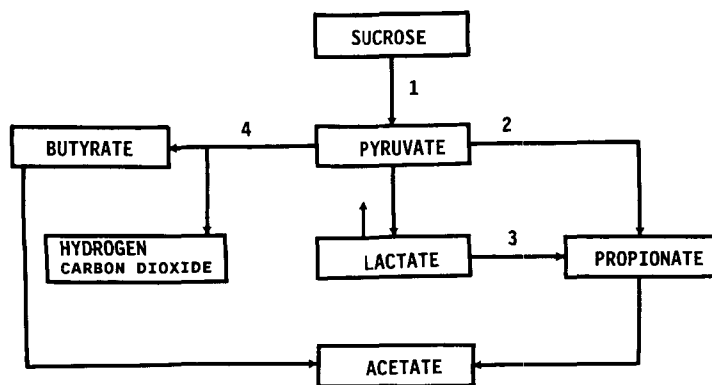 SUCROSE
1
4
2
BUTYRATE
PYRUVATE
HYDROGEN
CARBON DIOXIDE
LACTATE
3
PROPIONATE
ACETATE